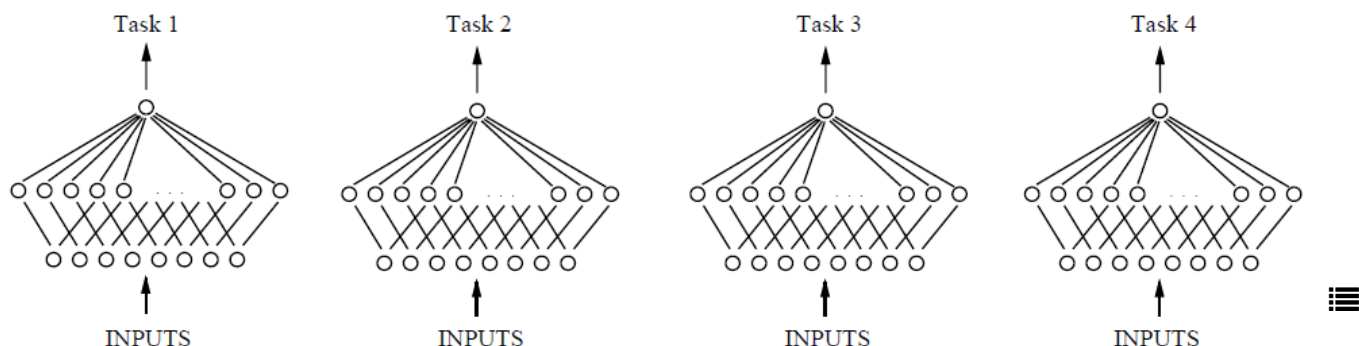 Task 1 Task 2 Task 3 Task 4
. . . . . . . . . . . .
INPUTS INPUTS INPUTS INPUTS